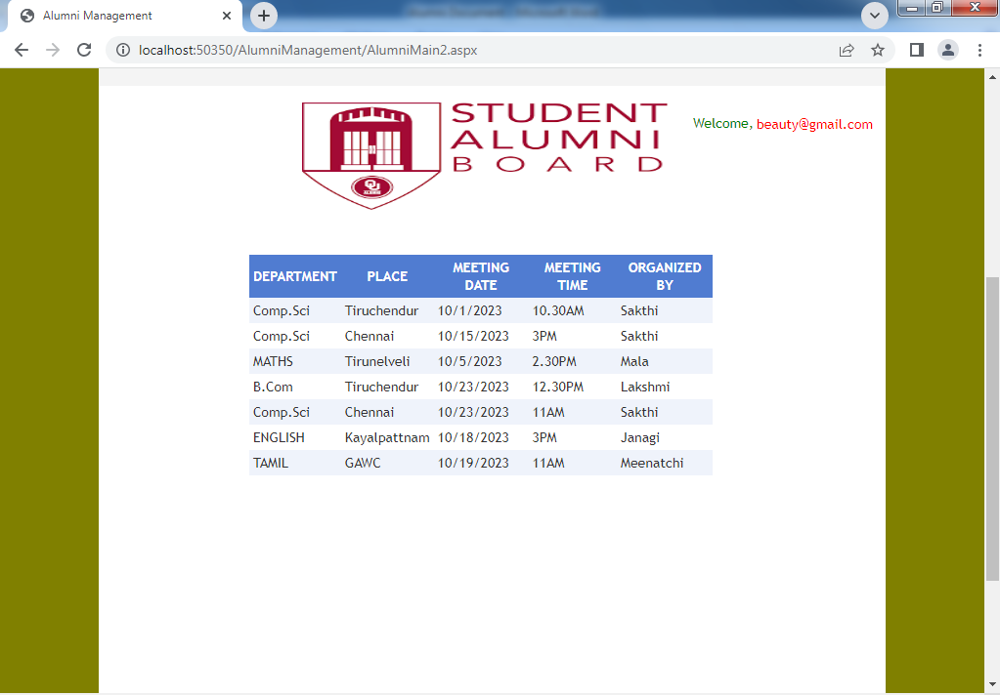 Alumni Management
localhost:50350/AlumniManagement/AlumniMain2.aspx
STUDENT
ALUMNI
BOARD
Welcome, beauty@gmail.com
DEPARTMENT PLACE MEETING DATE MEETING TIME ORGANIZED BY
Comp.Sci Tiruchendur 10/1/2023 10.30AM Sakthi
Comp.Sci Chennai 10/15/2023 3PM Sakthi
MATHS Tirunelveli 10/5/2023 2.30PM Mala
B.Com Tiruchendur 10/23/2023 12.30PM Lakshmi
Comp.Sci Chennai 10/23/2023 11AM Sakthi
ENGLISH Kayalpattnam 10/18/2023 3PM Janagi
TAMIL GAWC 10/19/2023 11AM Meenatchi